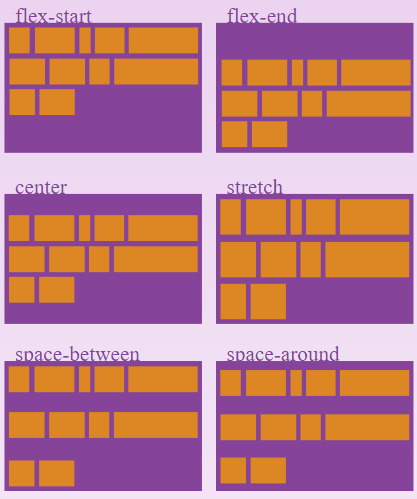 flex-start
flex-end
center
stretch
space-between
space-around